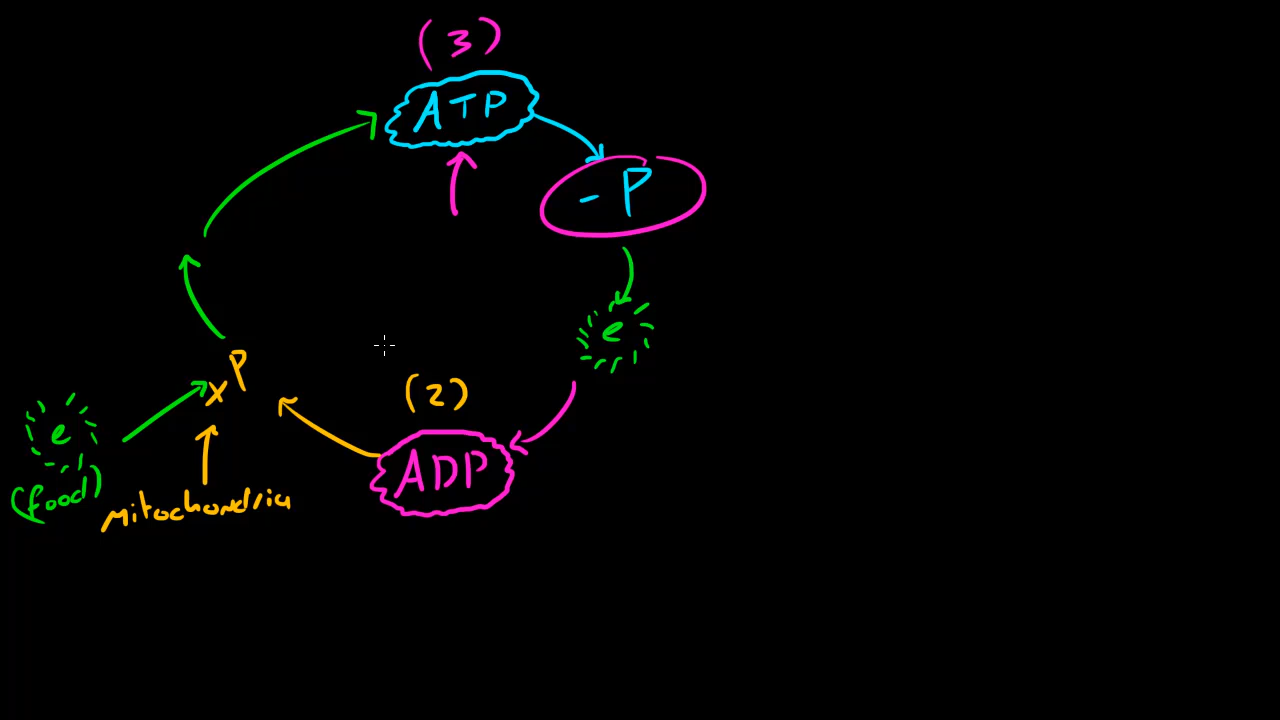 (3)
ATP
- P
e
P
x
(2)
e
ADP
(food)
mitochondria